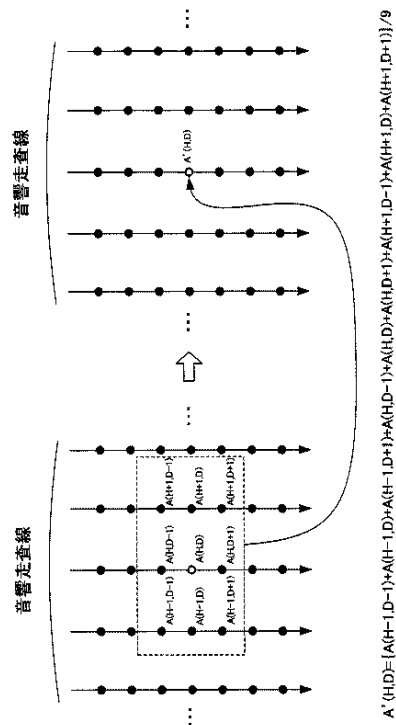 音響走査線
音響走査線
A(H-1,D-1)
A(H,D-1)
A(H+1,D-1)
A(H-1,D)
A(H,D)
A(H+1,D)
A(H-1,D+1)
A(H,D+1)
A(H+1,D+1)
A'(H,D)
A'(H,D)={A(H-1,D-1)+A(H-1,D)+A(H-1,D+1)+A(H,D-1)+A(H,D)+A(H,D+1)+A(H+1,D-1)+A(H+1,D)+A(H+1,D+1)}/9